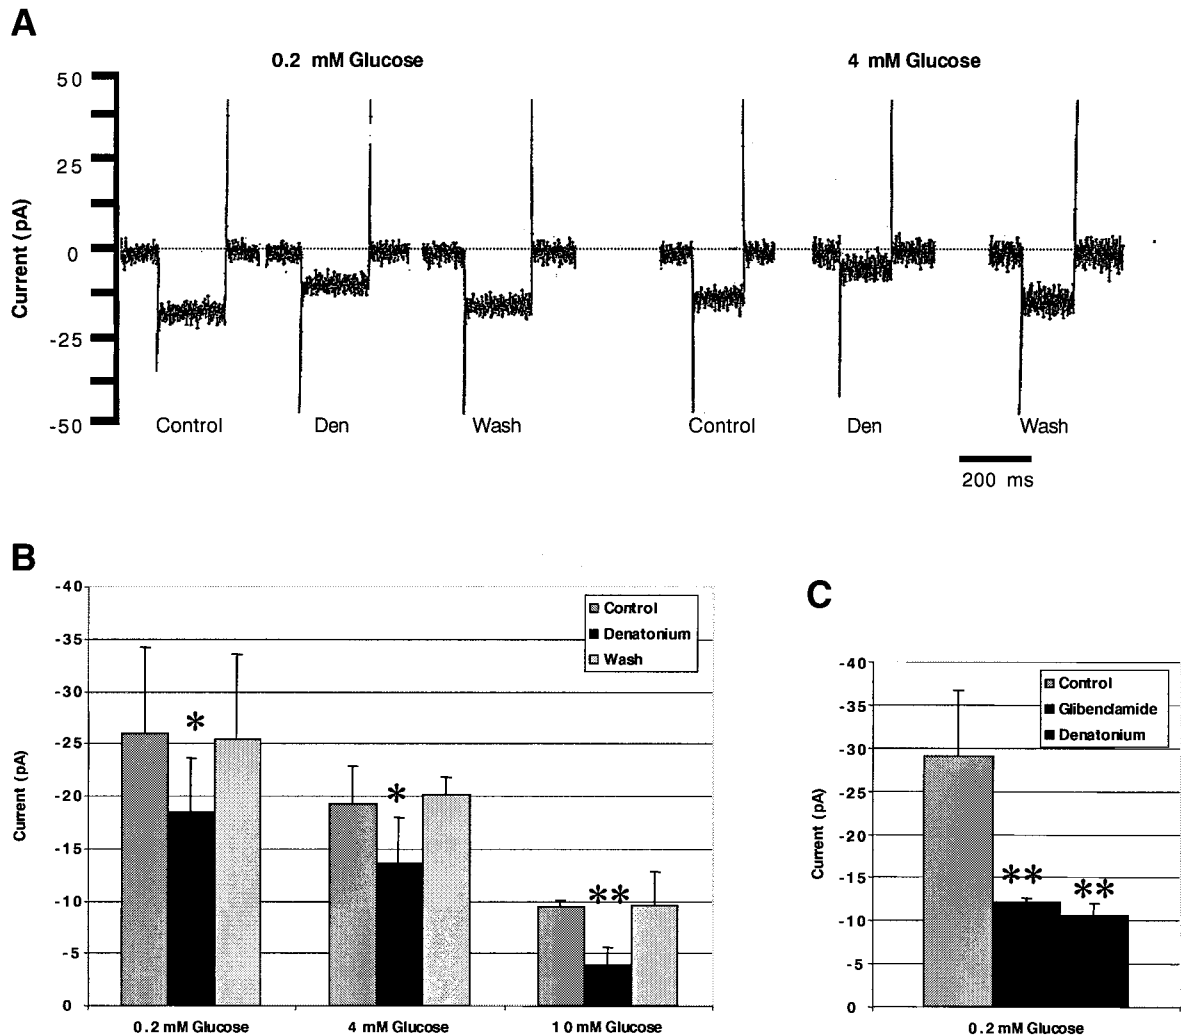 A
0.2 mM Glucose
4 mM Glucose
Current (pA)
50
25
0
-25
-50
Control
Den
Wash
Control
Den
Wash
200 ms
B
Current (pA)
-40
-35
-30
-25
-20
-15
-10
-5
0
Control
Denatonium
Wash
*
*
**
0.2 mM Glucose
4 mM Glucose
10 mM Glucose
C
Current (pA)
-40
-35
-30
-25
-20
-15
-10
-5
0
Control
Glibenclamide
Denatonium
**
**
0.2 mM Glucose